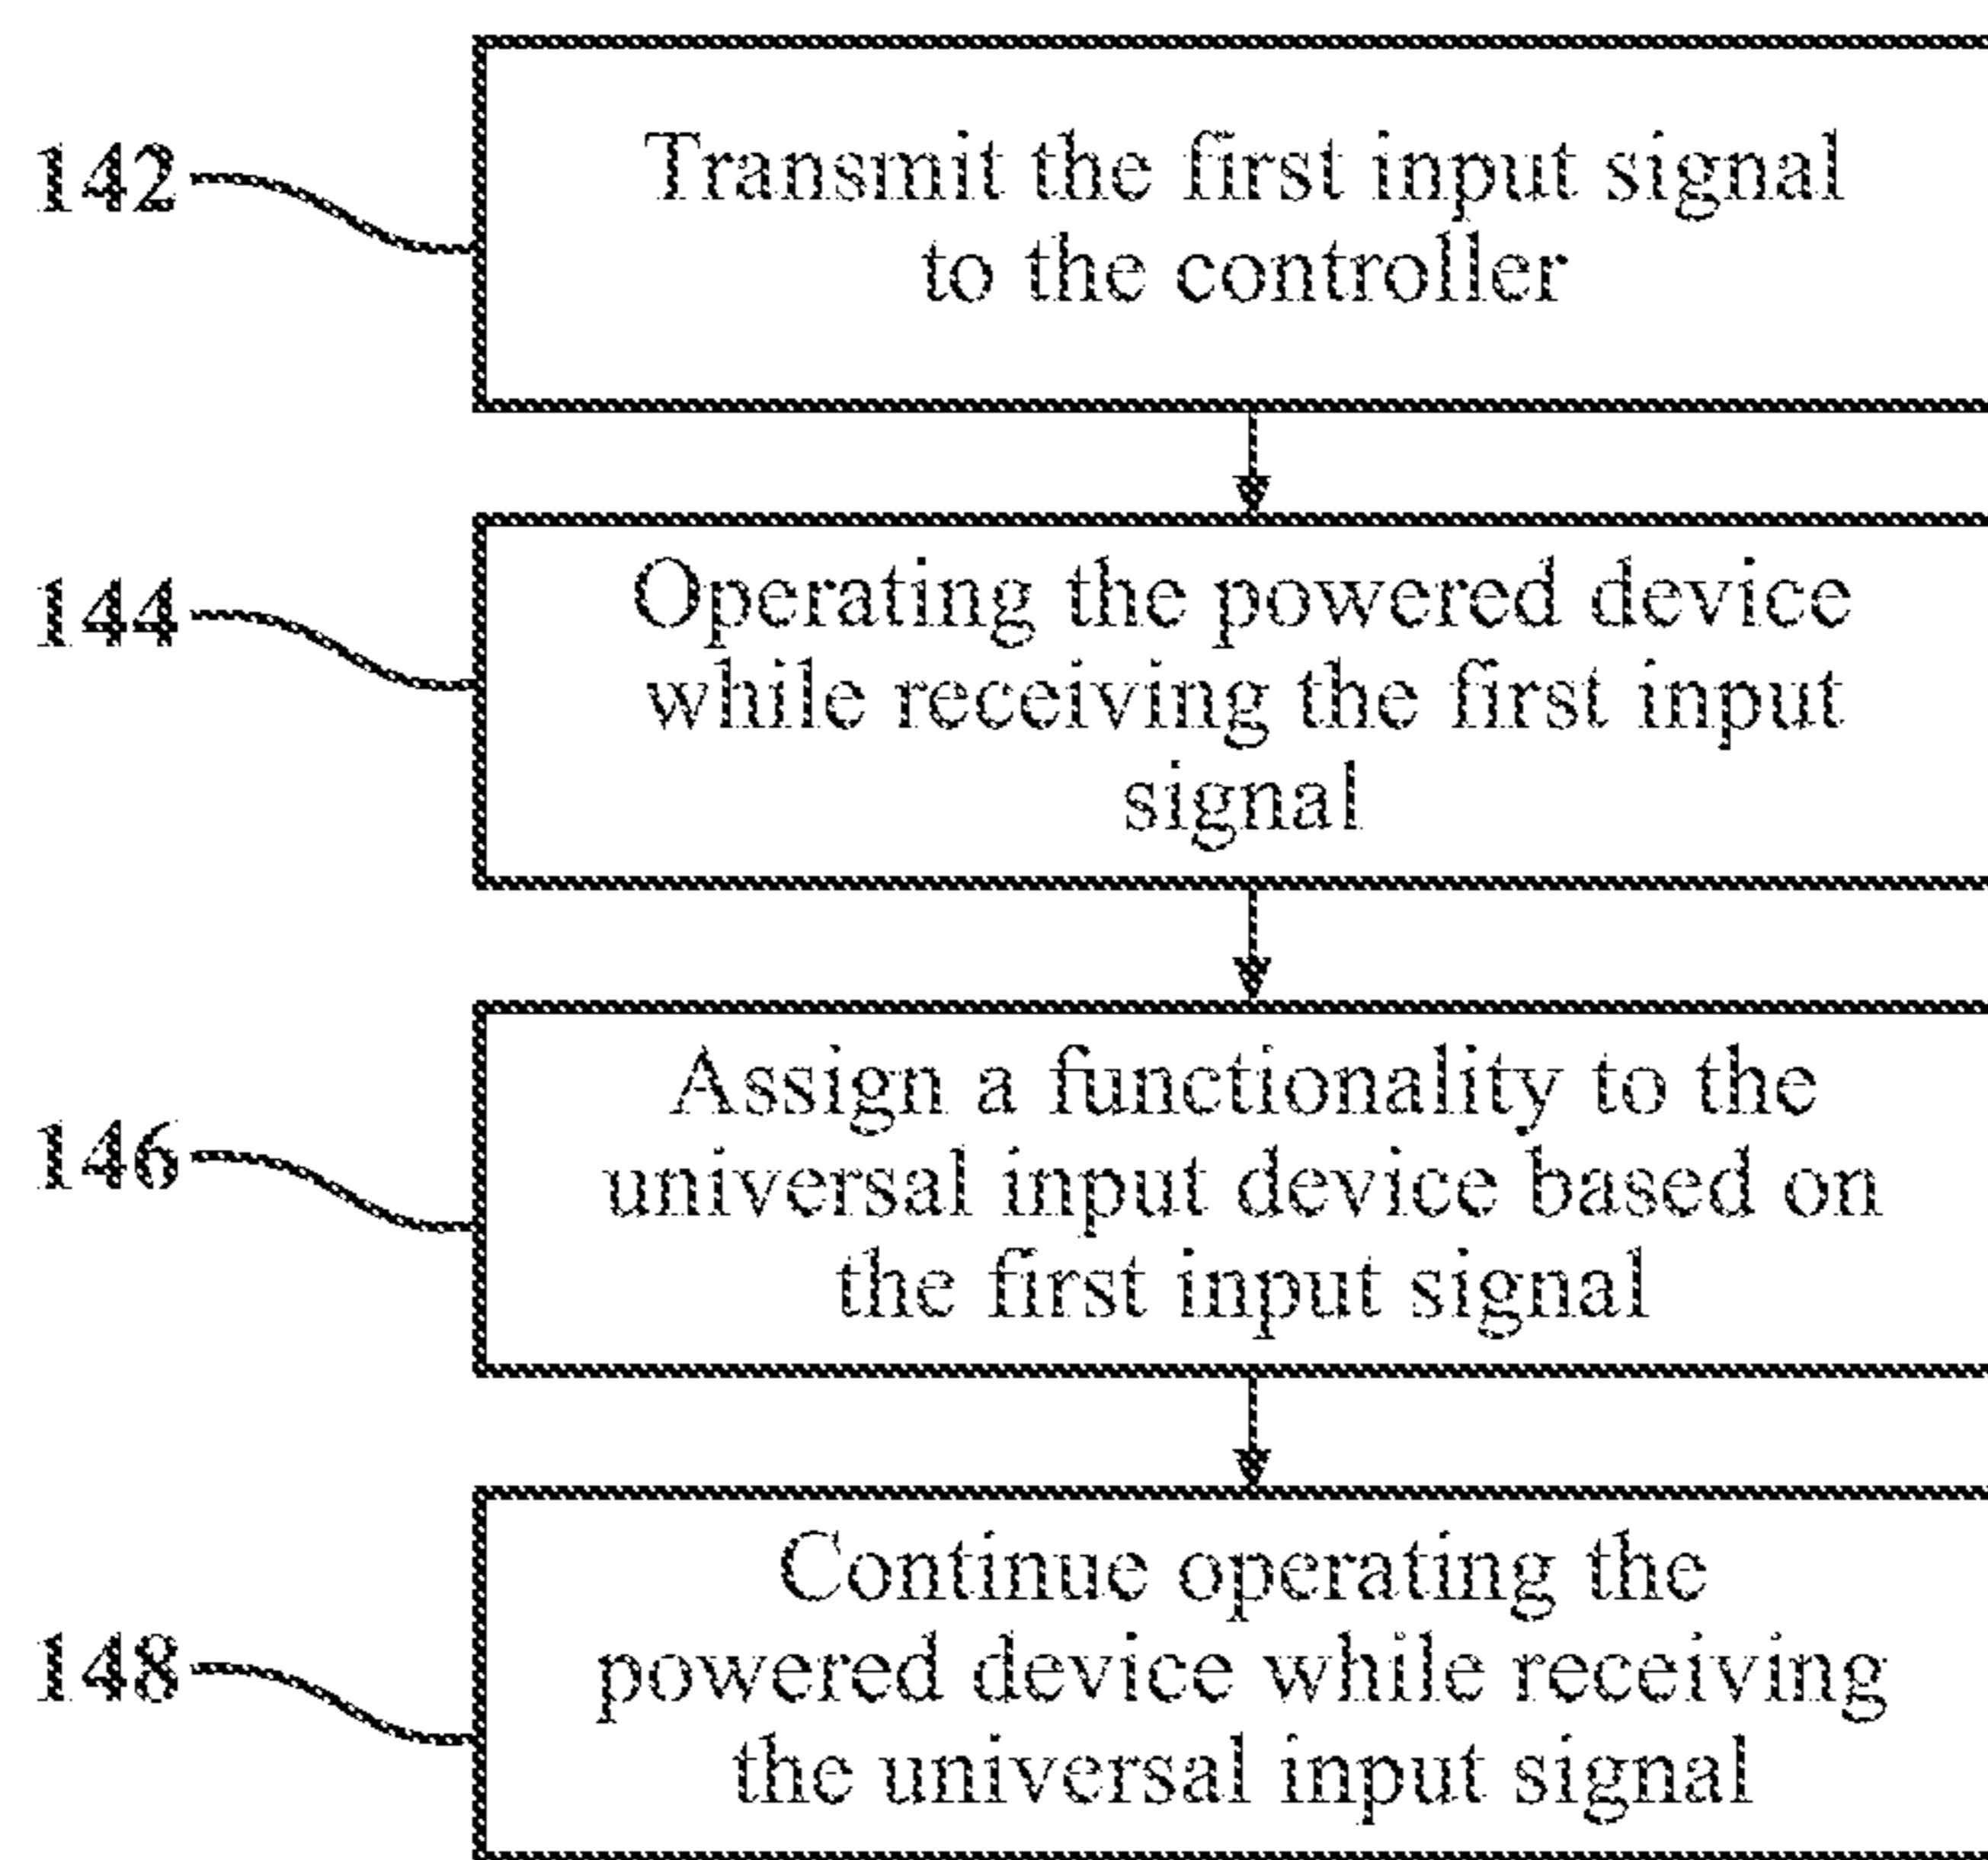 142
Transmit the first input signal
to the controller
144
Operating the powered device
while receiving the first input
signal
146
Assign a functionality to the
universal input device based on
the first input signal
148
Continue operating the
powered device while receiving
the universal input signal